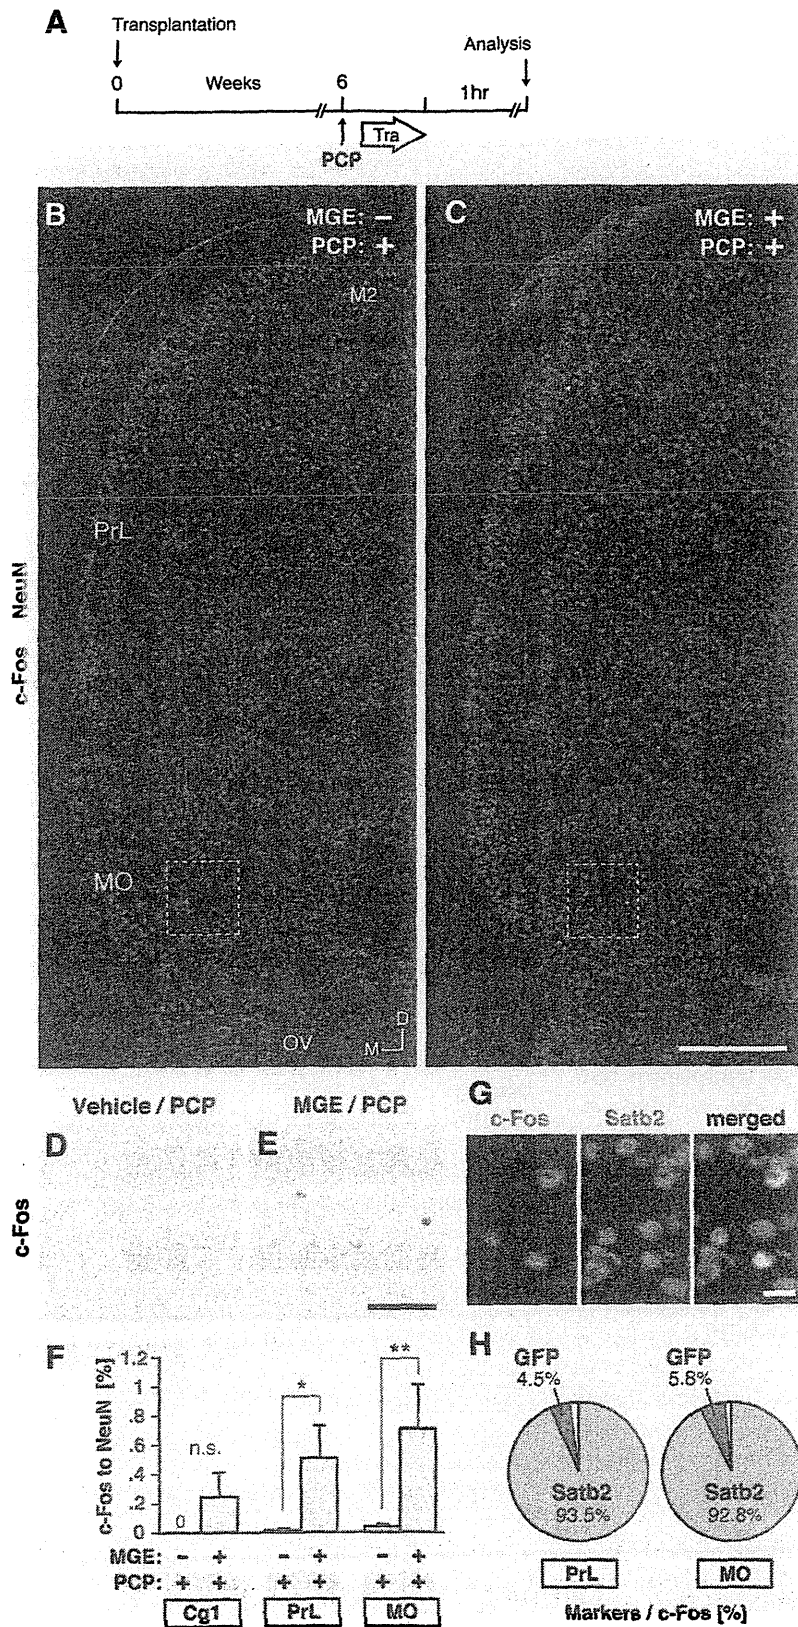 A
Transplantation
Analysis
0
Weeks
6
1hr
Tra
PCP
B
MGE: −
PCP: +
M2
PrL
MO
OV
D
M
C
MGE: +
PCP: +
c-Fos NeuN
Vehicle / PCP
MGE / PCP
D
E
c-Fos
G
c-Fos
Satb2
merged
F
c-Fos to NeuN [%]
1.2
1
.8
.6
.4
.2
0
0
n.s.
*
**
MGE: - + - + - +
PCP: + + + + + +
Cg1
PrL
MO
H
GFP
4.5%
Satb2
93.5%
PrL
GFP
5.8%
Satb2
92.8%
MO
Markers / c-Fos [%]